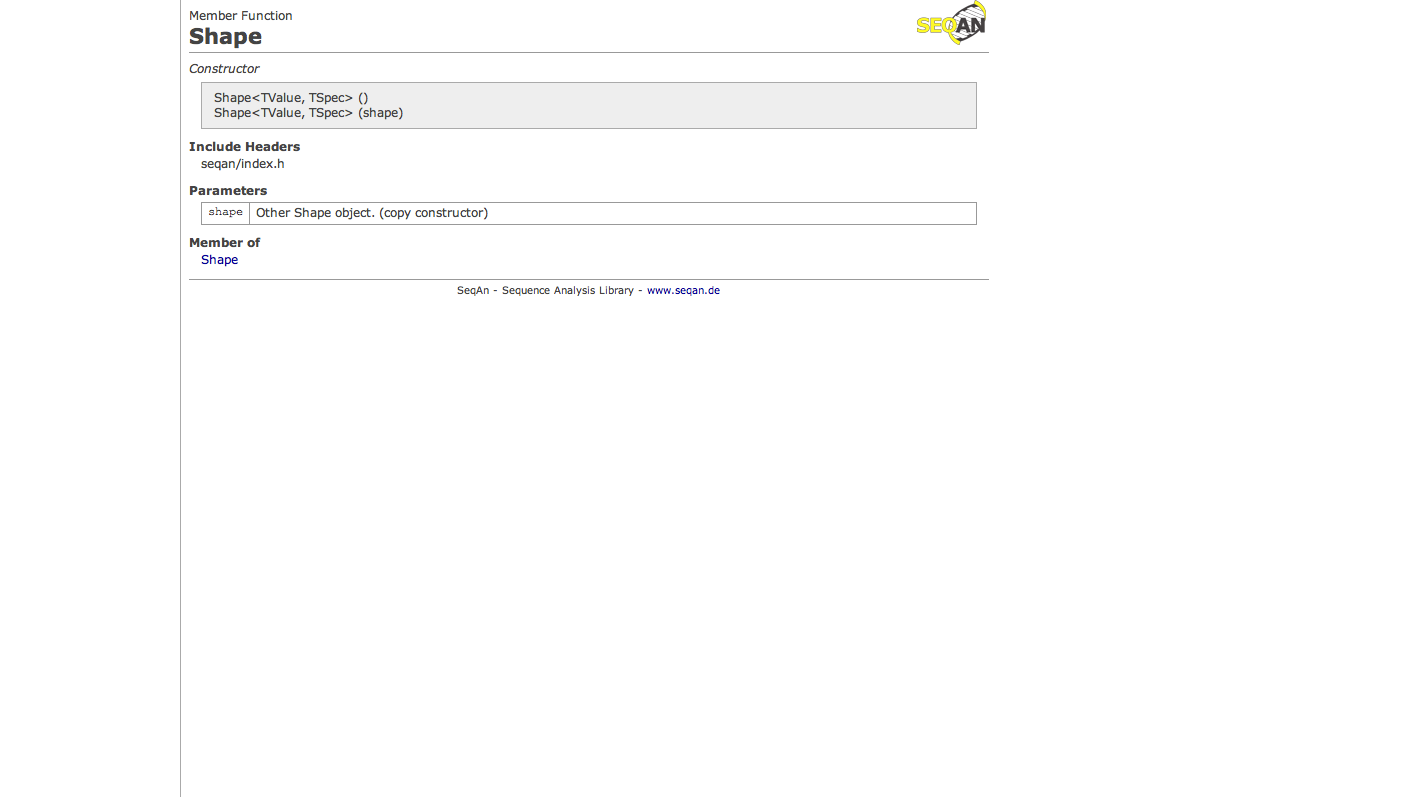 Member Function
SEQAN
Shape
Constructor
Shape<TValue, TSpec> ()
Shape<TValue, TSpec> (shape)
Include Headers
seqan/index.h
Parameters
shape Other Shape object. (copy constructor)
Member of
Shape
SeqAn - Sequence Analysis Library - www.seqan.de